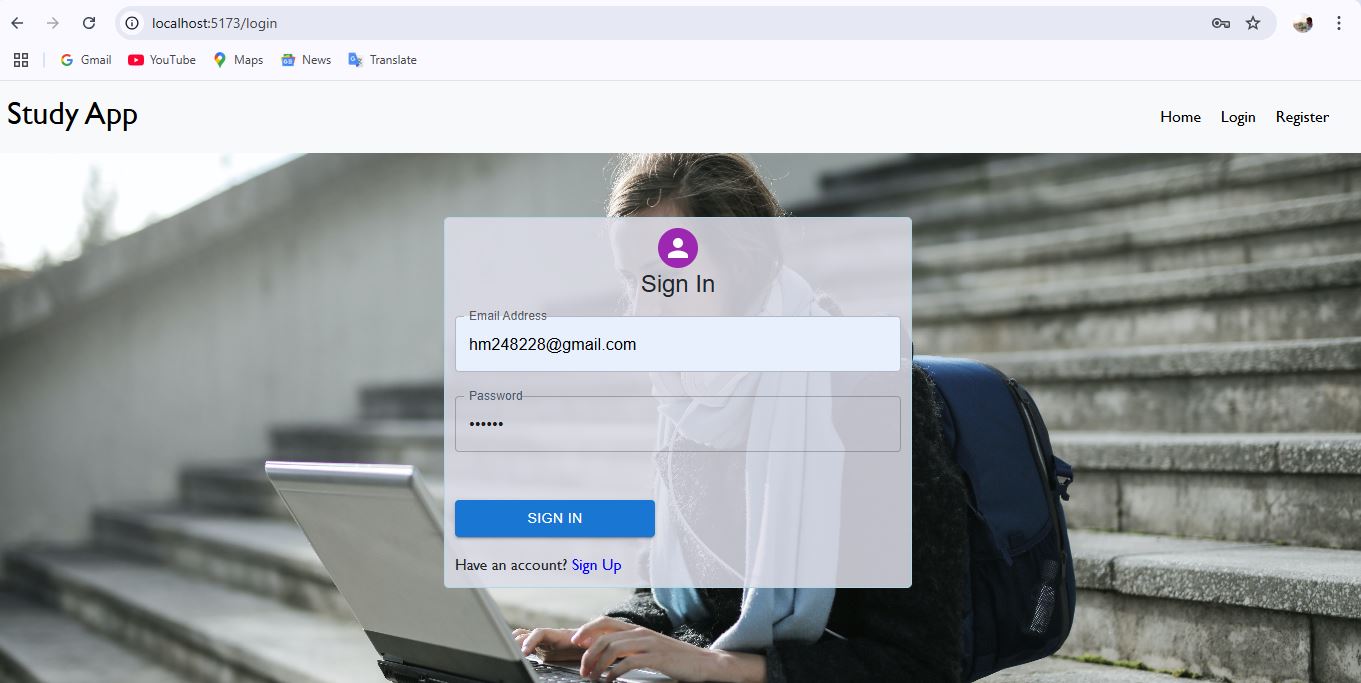 localhost:5173/login
Gmail YouTube Maps News Translate
Study App
Home Login Register
Sign In
Email Address
hm248228@gmail.com
Password
••••••
SIGN IN
Have an account? Sign Up